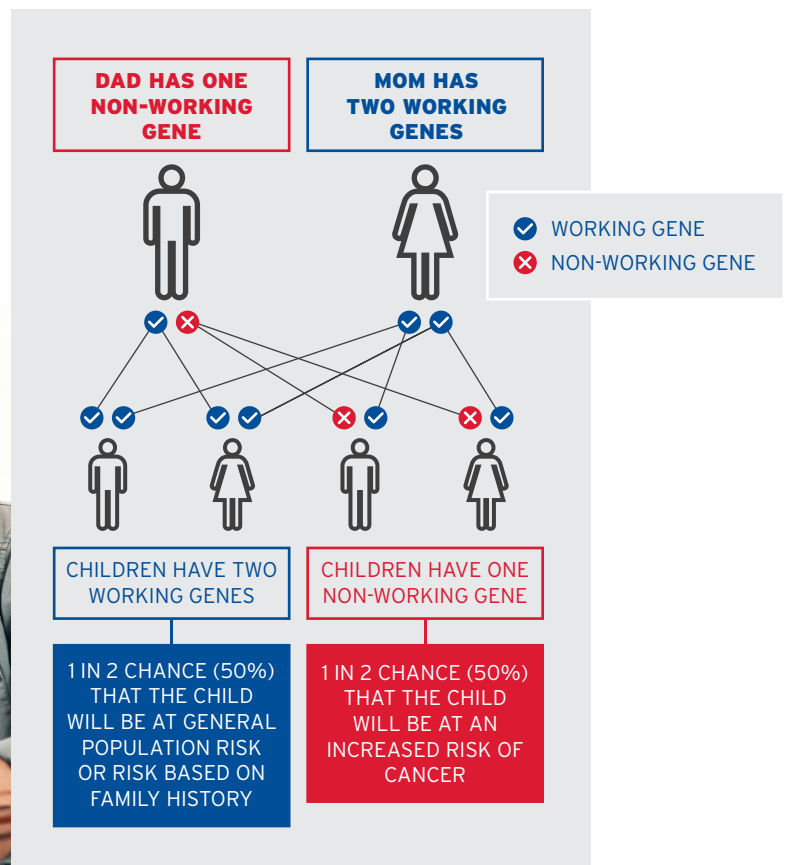 DAD HAS ONE
NON-WORKING
GENE
MOM HAS
TWO WORKING
GENES
WORKING GENE
NON-WORKING GENE
CHILDREN HAVE TWO
WORKING GENES
CHILDREN HAVE ONE
NON-WORKING GENE
1 IN 2 CHANCE (50%)
THAT THE CHILD
WILL BE AT GENERAL
POPULATION RISK
OR RISK BASED ON
FAMILY HISTORY
1 IN 2 CHANCE (50%)
THAT THE CHILD
WILL BE AT AN
INCREASED RISK OF
CANCER